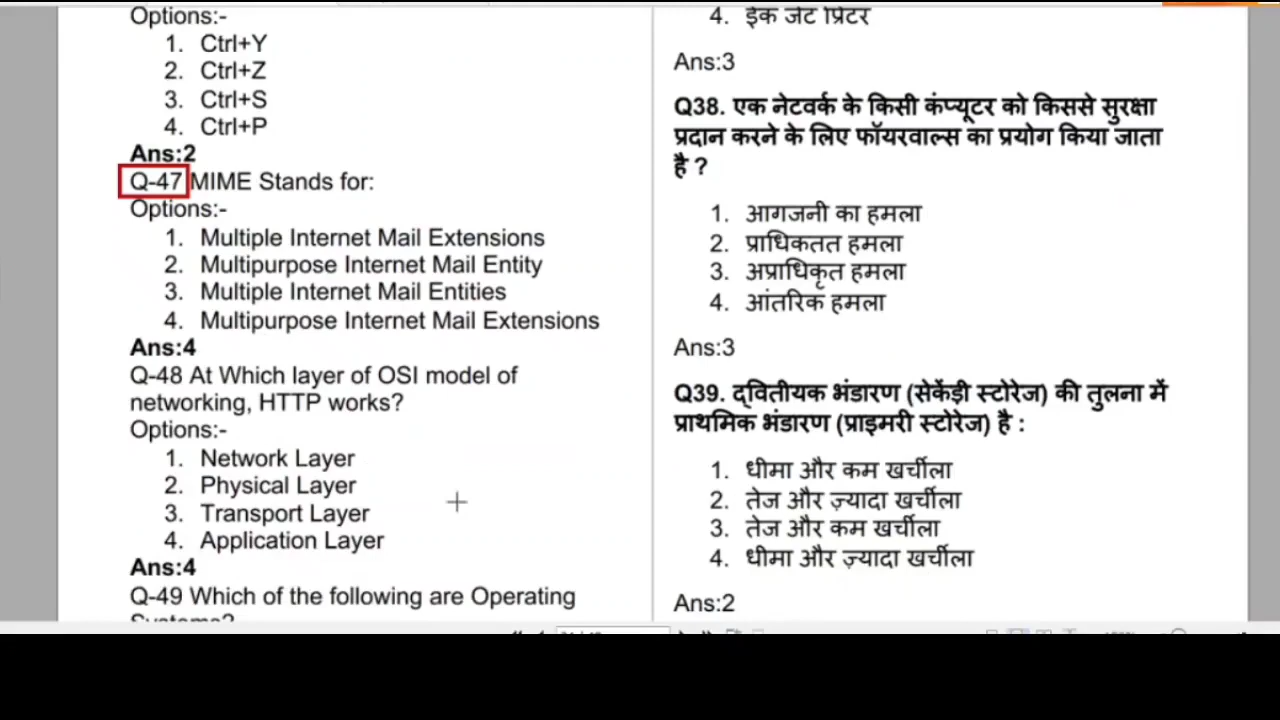 Options:-
1. Ctrl+Y
2. Ctrl+Z
3. Ctrl+S
4. Ctrl+P
Ans:2
Q-47 MIME Stands for:
Options:-
1. Multiple Internet Mail Extensions
2. Multipurpose Internet Mail Entity
3. Multiple Internet Mail Entities
4. Multipurpose Internet Mail Extensions
Ans:4
Q-48 At Which layer of OSI model of
networking, HTTP works?
Options:-
1. Network Layer
2. Physical Layer
3. Transport Layer
4. Application Layer
Ans:4
Q-49 Which of the following are Operating
Systems?
4. इंक जेट प्रिंटर
Ans:3
Q38. एक नेटवर्क के किसी कंप्यूटर को किससे सुरक्षा
प्रदान करने के लिए फॉयरवाल्स का प्रयोग किया जाता
है ?
1. आगजनी का हमला
2. प्राधिकतत हमला
3. अप्राधिकृत हमला
4. आंतरिक हमला
Ans:3
Q39. द्वितीयक भंडारण (सेकेंड्री स्टोरेज) की तुलना में
प्राथमिक भंडारण (प्राइमरी स्टोरेज) है :
1. धीमा और कम खर्चीला
2. तेज और ज़्यादा खर्चीला
3. तेज और कम खर्चीला
4. धीमा और ज़्यादा खर्चीला
Ans:2